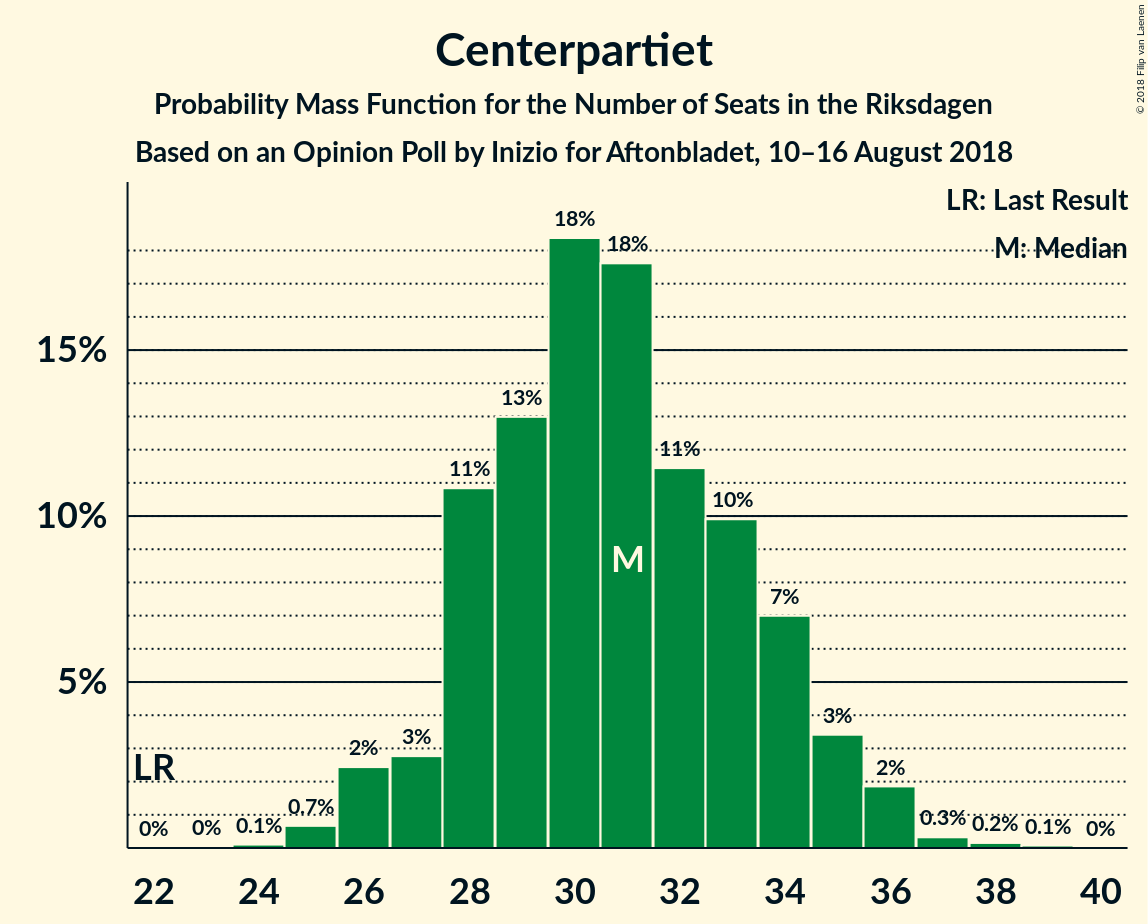 Centerpartiet
Probability Mass Function for the Number of Seats in the Riksdagen
Based on an Opinion Poll by Inizio for Aftonbladet, 10–16 August 2018
© 2018 Filip van Laenen
LR: Last Result
M: Median
15%
10%
5%
LR
M
0%
0%
0.1%
0.7%
2%
3%
11%
13%
18%
18%
11%
10%
7%
3%
2%
0.3%
0.2%
0.1%
0%
22 24 26 28 30 32 34 36 38 40